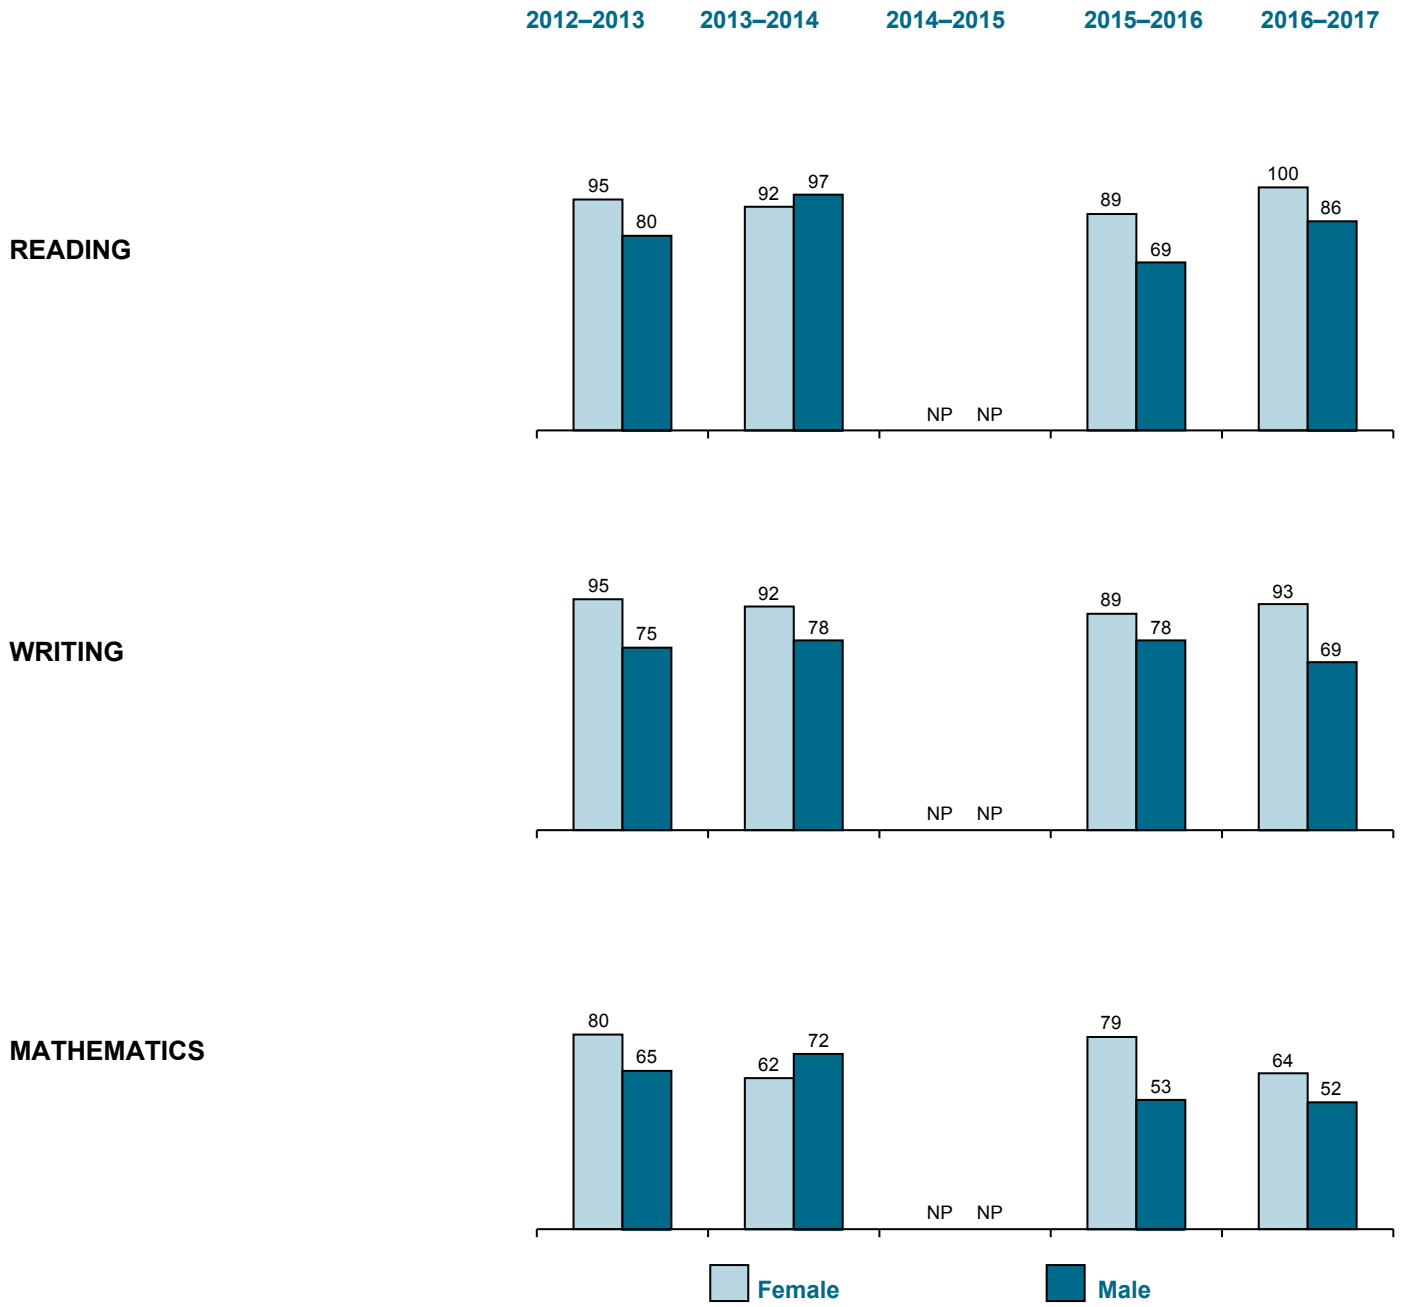 2012–2013 2013–2014 2014–2015 2015–2016 2016–2017
READING
95 80 92 97 NP NP 89 69 100 86
WRITING
95 75 92 78 NP NP 89 78 93 69
MATHEMATICS
80 65 62 72 NP NP 79 53 64 52
Female Male